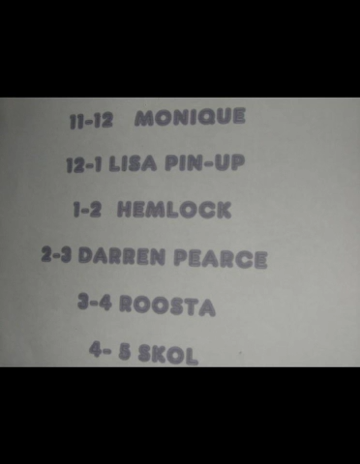 11-12 MONIQUE
12-1 LISA PIN-UP
1-2 HEMLOCK
2-3 DARREN PEARCE
3-4 ROOSTA
4- 5 SKOL